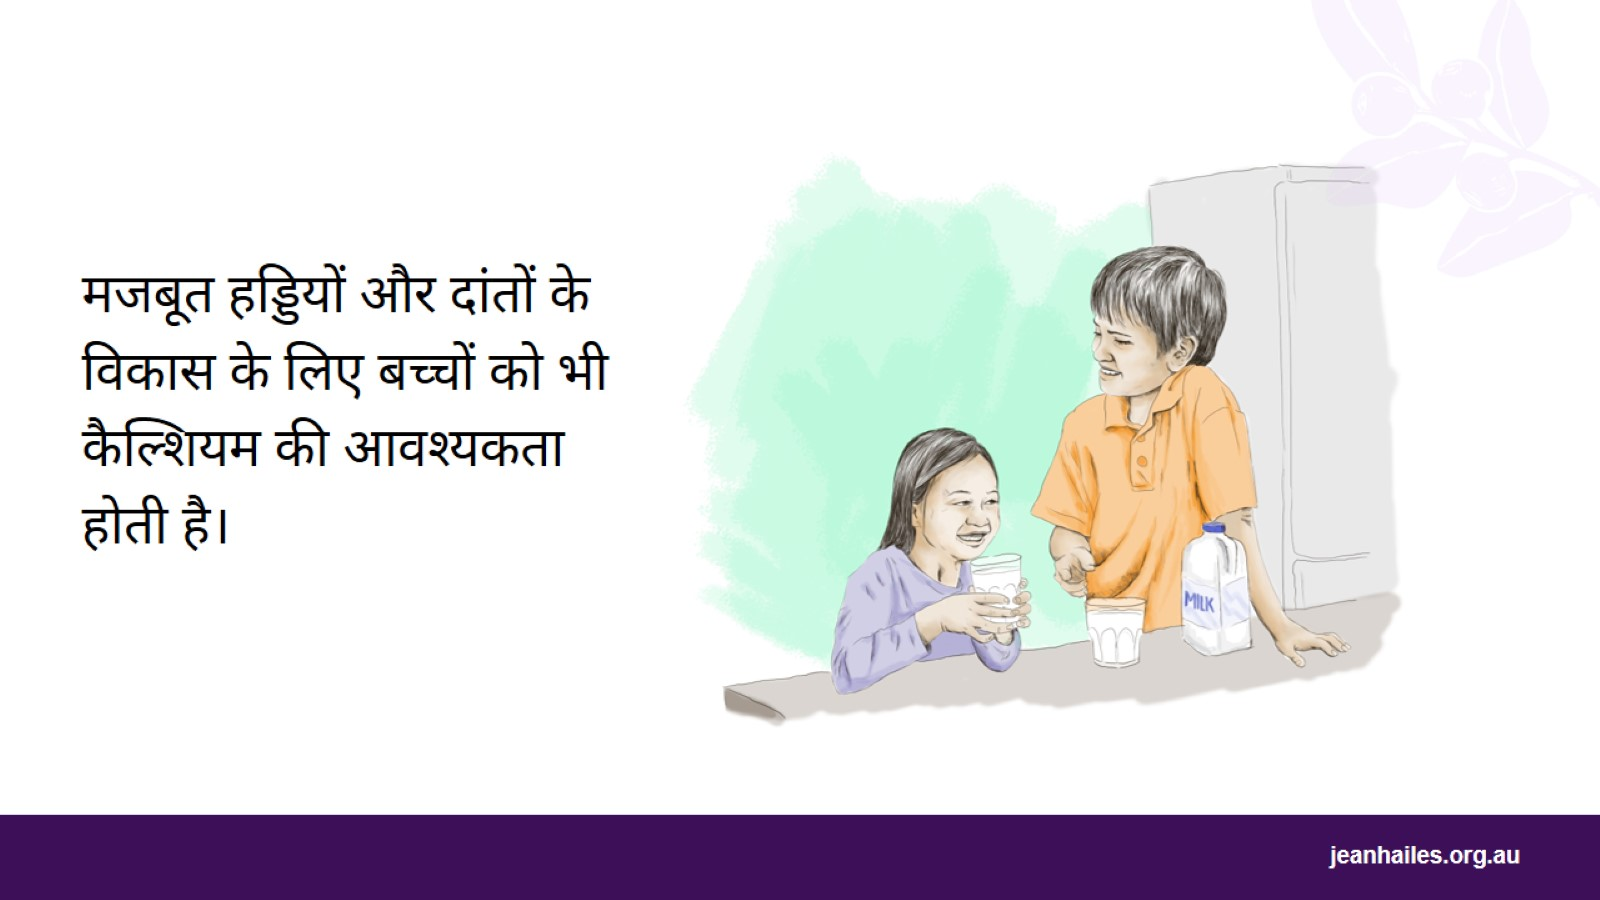 मजबूत हड्डियों और दांतों के
विकास के लिए बच्चों को भी
कैल्शियम की आवश्यकता
होती है।
MILK
jeanhailes.org.au